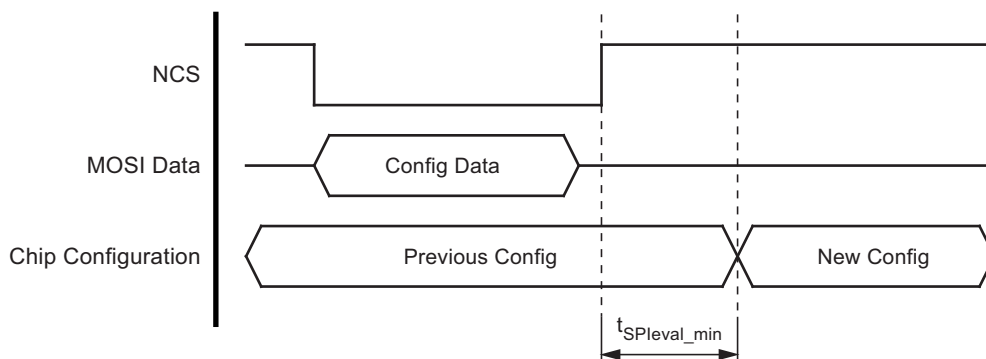 NCS
MOSI Data
Config Data
Chip Configuration
Previous Config
New Config
tSPIeval_min